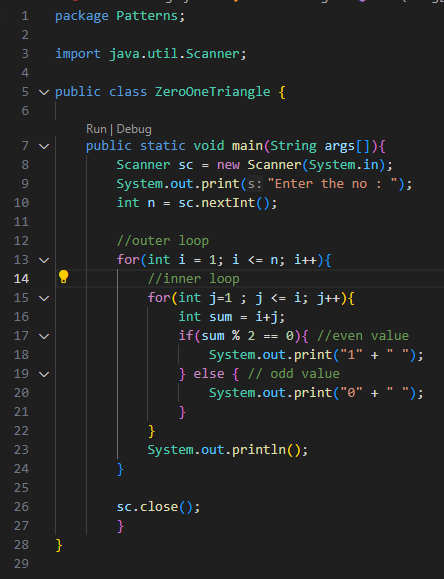 1 package Patterns;
2
3 import java.util.Scanner;
4
5 public class ZeroOneTriangle {
6
Run | Debug
7 public static void main(String args[]){
8 Scanner sc = new Scanner(System.in);
9 System.out.print(s:"Enter the no : ");
10 int n = sc.nextInt();
11
12 //outer loop
13 for(int i = 1; i <= n; i++){
14 //inner loop
15 for(int j=1 ; j <= i; j++){
16 int sum = i+j;
17 if(sum % 2 == 0){ //even value
18 System.out.print("1" + " ");
19 } else { // odd value
20 System.out.print("0" + " ");
21 }
22 }
23 System.out.println();
24 }
25
26 sc.close();
27 }
28 }
29